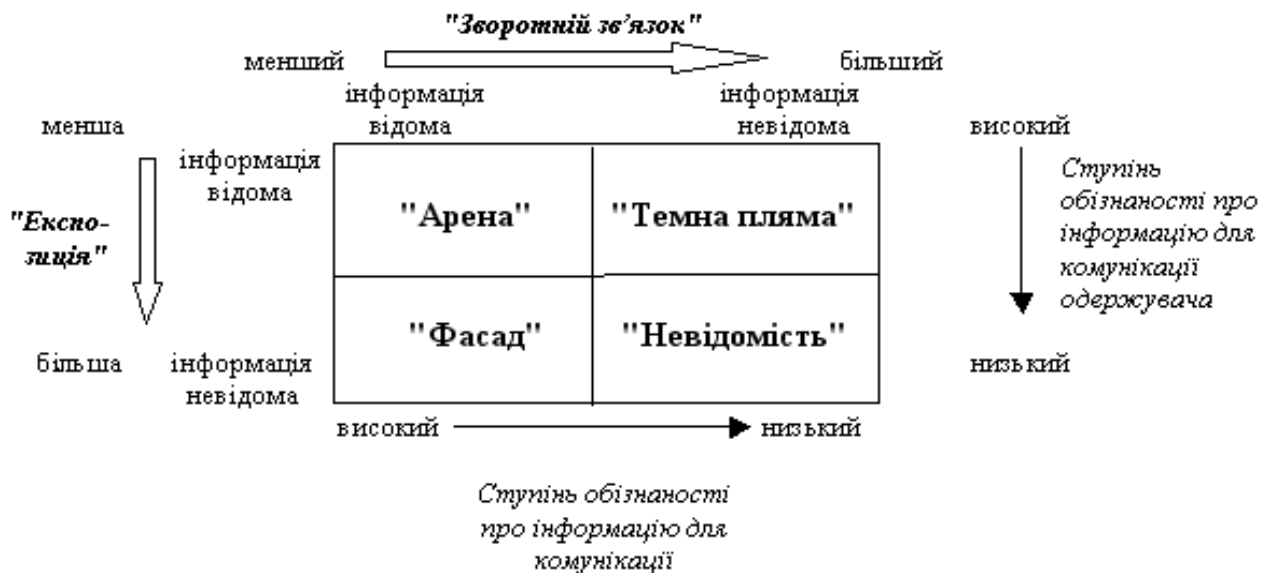 "Зворотній зв’язок"
менший більший
інформація відома
інформація невідома
менша високий
інформація відома
"Експо-
зиція"
"Арена" "Темна пляма"
Ступінь
обізнаності про
інформацію для
комунікації
одержувача
"Фасад" "Невідомість"
більша інформація невідома низький
високий низький
Ступінь обізнаності
про інформацію для
комунікації